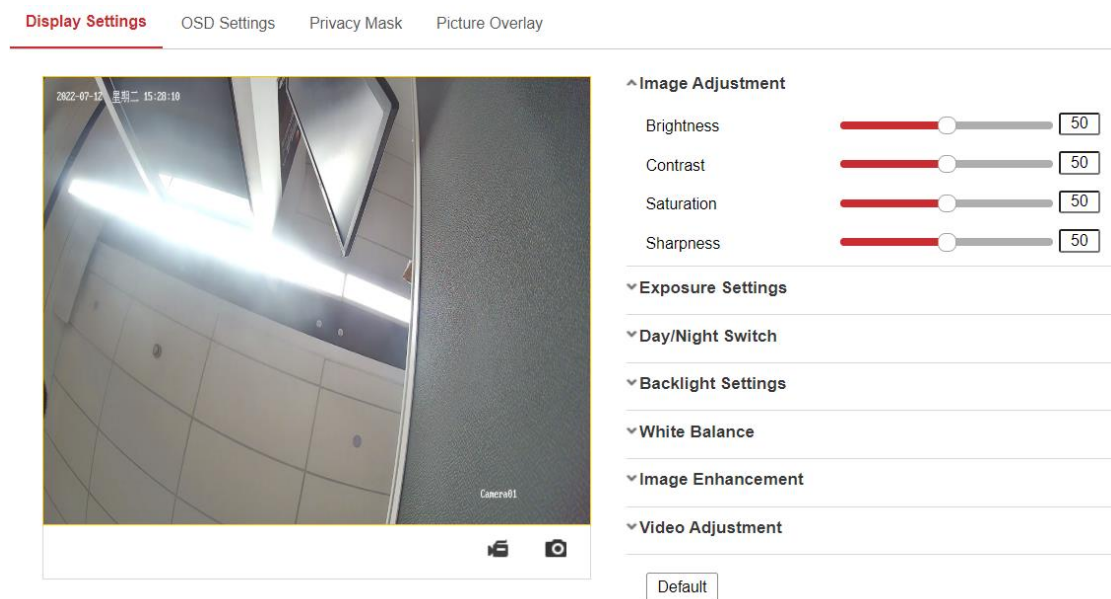 Display Settings OSD Settings Privacy Mask Picture Overlay
2022-07-12 星期二 15:28:10
Camera01
Image Adjustment
Brightness 50
Contrast 50
Saturation 50
Sharpness 50
Exposure Settings
Day/Night Switch
Backlight Settings
White Balance
Image Enhancement
Video Adjustment
Default